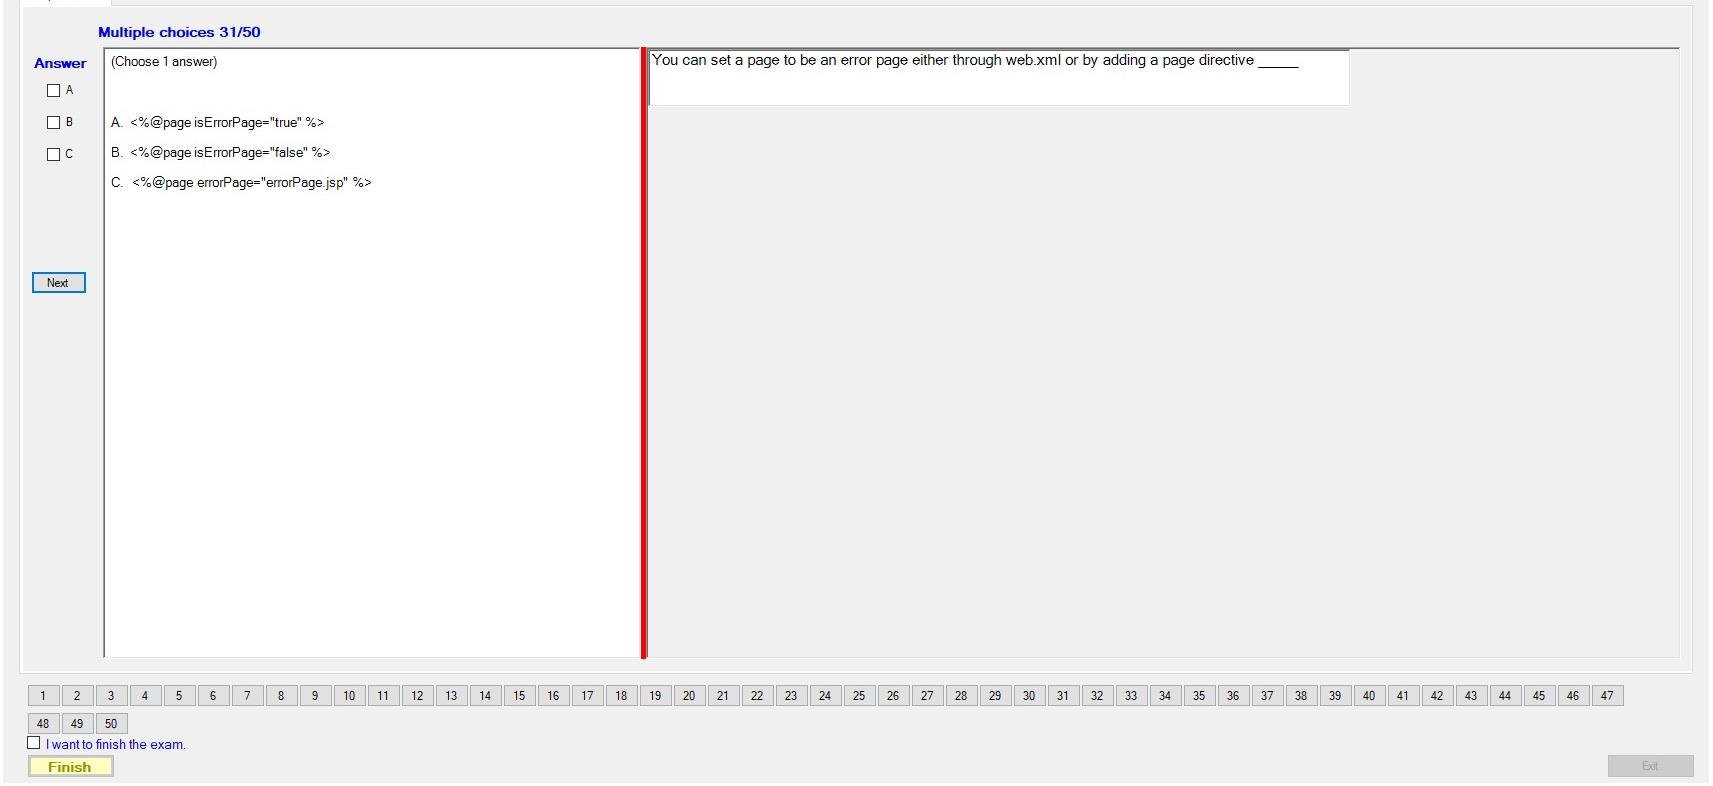 Multiple choices 31/50
Answer
A
B
C
Next
(Choose 1 answer)
A. <%@page isErrorPage="true" %>
B. <%@page isErrorPage="false" %>
C. <%@page errorPage="errorPage.jsp" %>
You can set a page to be an error page either through web.xml or by adding a page directive _____
1 2 3 4 5 6 7 8 9 10 11 12 13 14 15 16 17 18 19 20 21 22 23 24 25 26 27 28 29 30 31 32 33 34 35 36 37 38 39 40 41 42 43 44 45 46 47
48 49 50
I want to finish the exam.
Finish
Exit